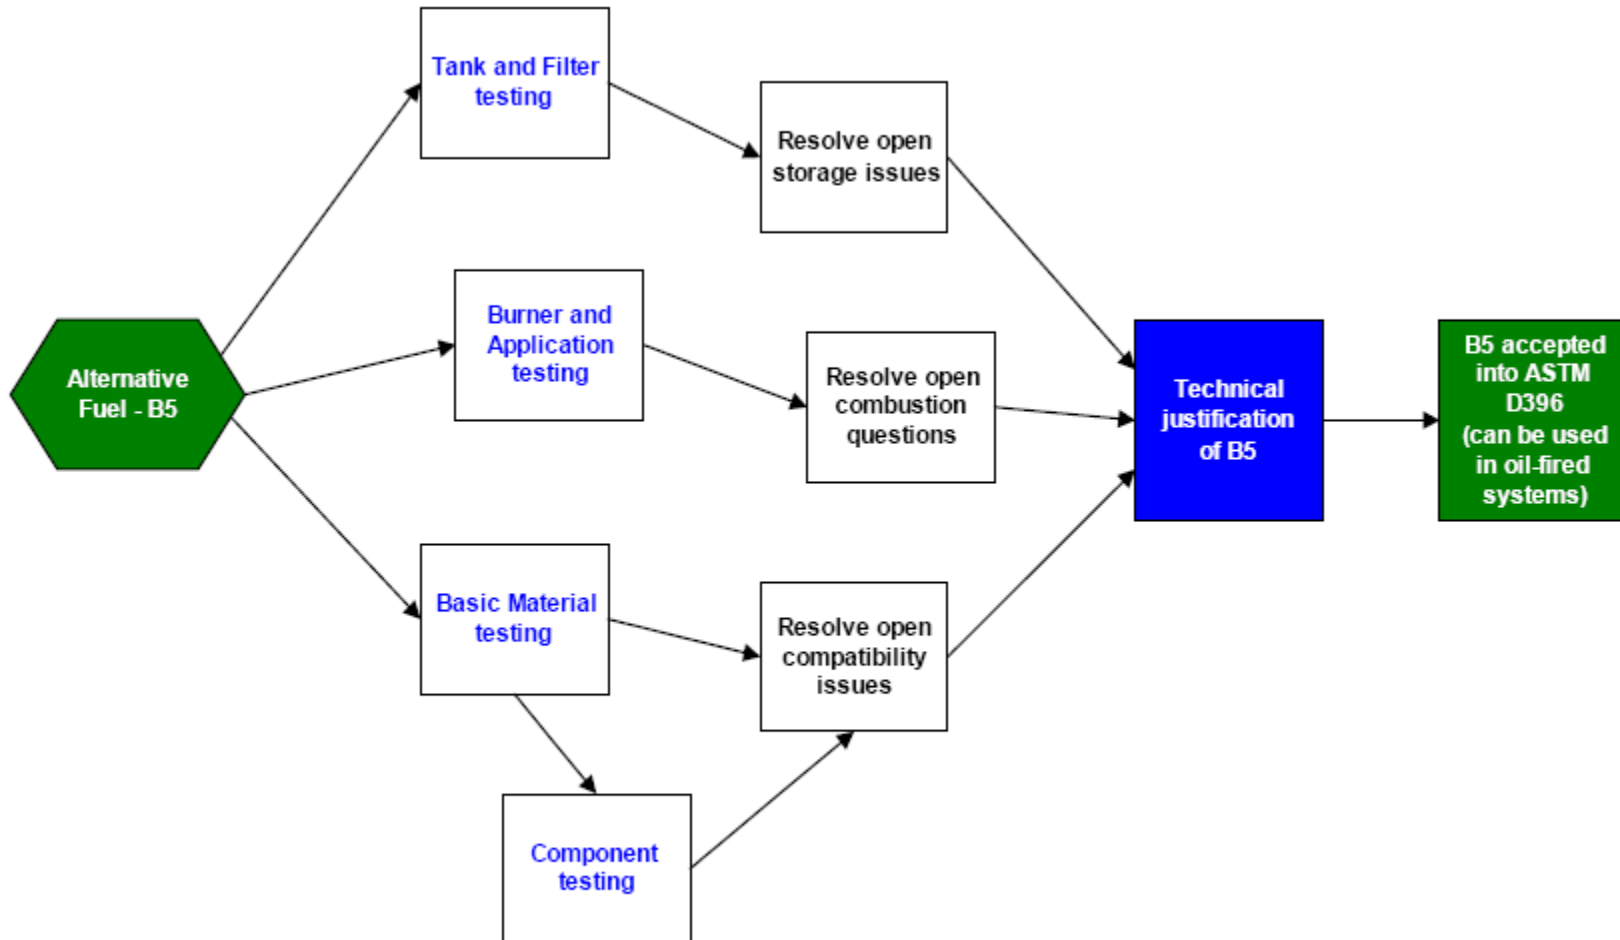 Tank and Filter
testing
Resolve open
storage issues
Burner and
Application
testing
Alternative
Fuel - B5
Resolve open
combustion
questions
Technical
justification
of B5
B5 accepted
into ASTM
D396
(can be used
in oil-fired
systems)
Basic Material
testing
Resolve open
compatibility
issues
Component
testing